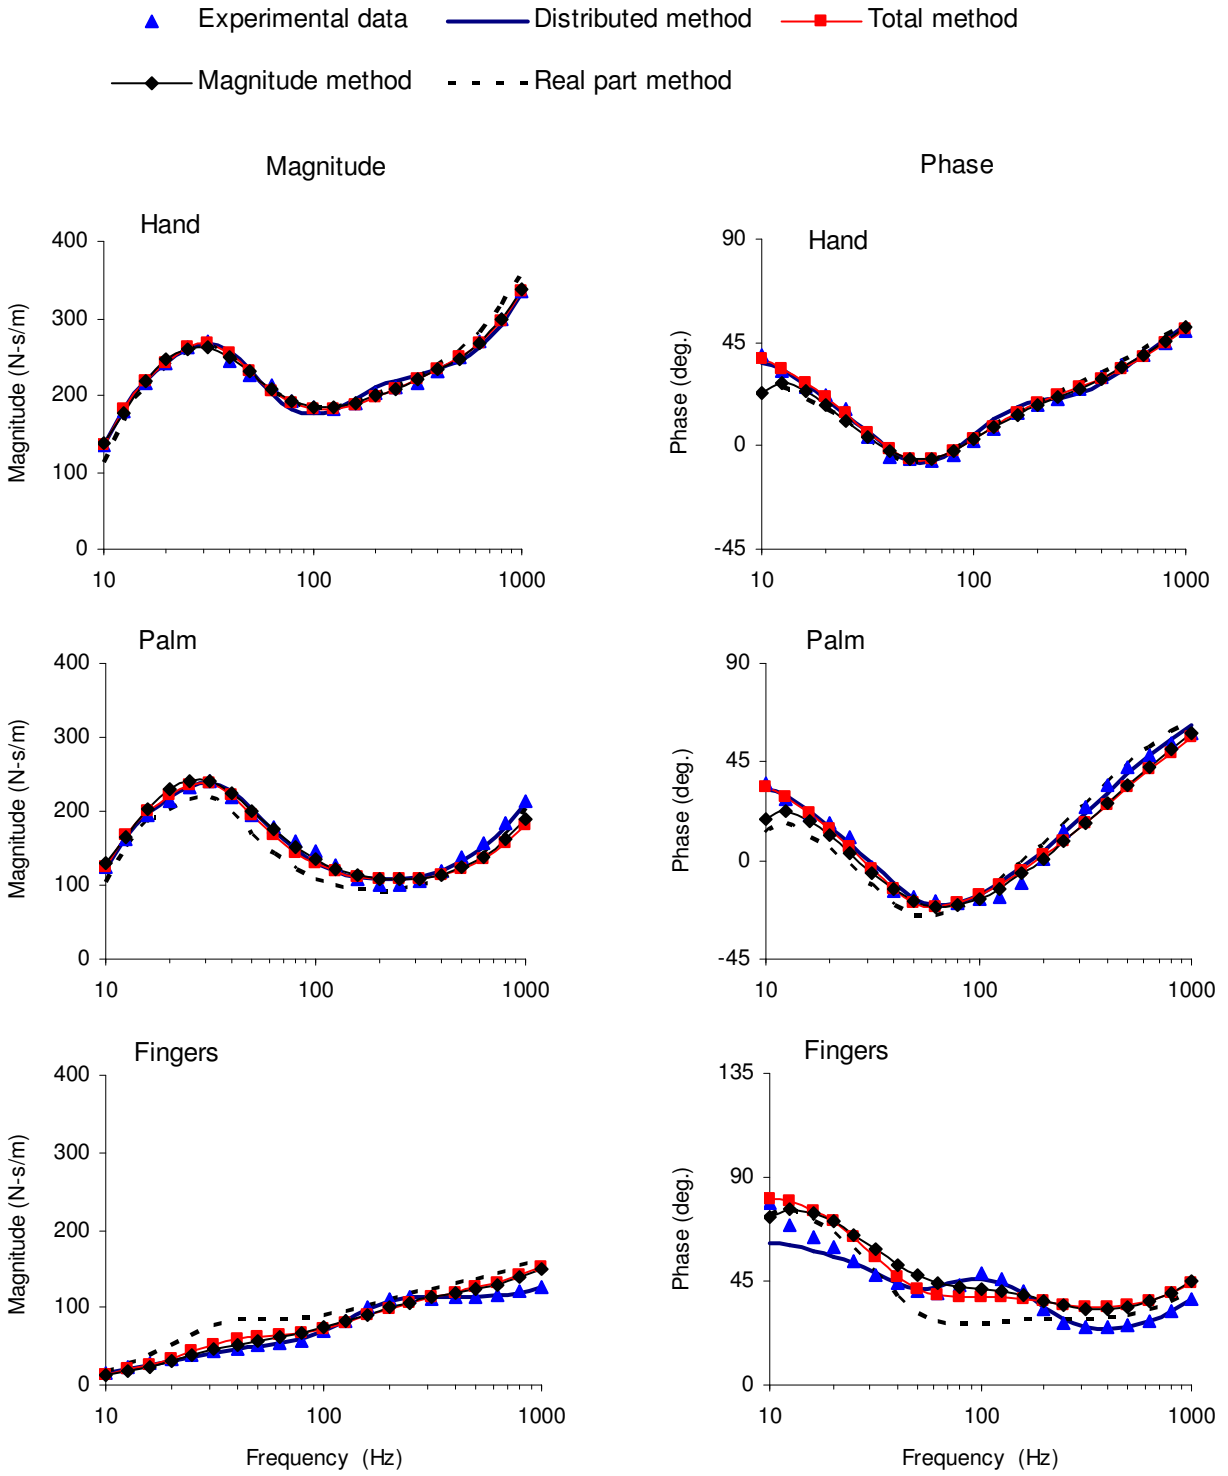 Experimental data Distributed method Total method
Magnitude method Real part method
Magnitude Phase
Hand
400
300
200
100
0
10 100 1000
Magnitude (N-s/m)
Hand
90
45
0
-45
10 100 1000
Phase (deg.)
Palm
400
300
200
100
0
10 100 1000
Magnitude (N-s/m)
Palm
90
45
0
-45
10 100 1000
Phase (deg.)
Fingers
400
300
200
100
0
10 100 1000
Magnitude (N-s/m)
Frequency (Hz)
Fingers
135
90
45
0
10 100 1000
Phase (deg.)
Frequency (Hz)